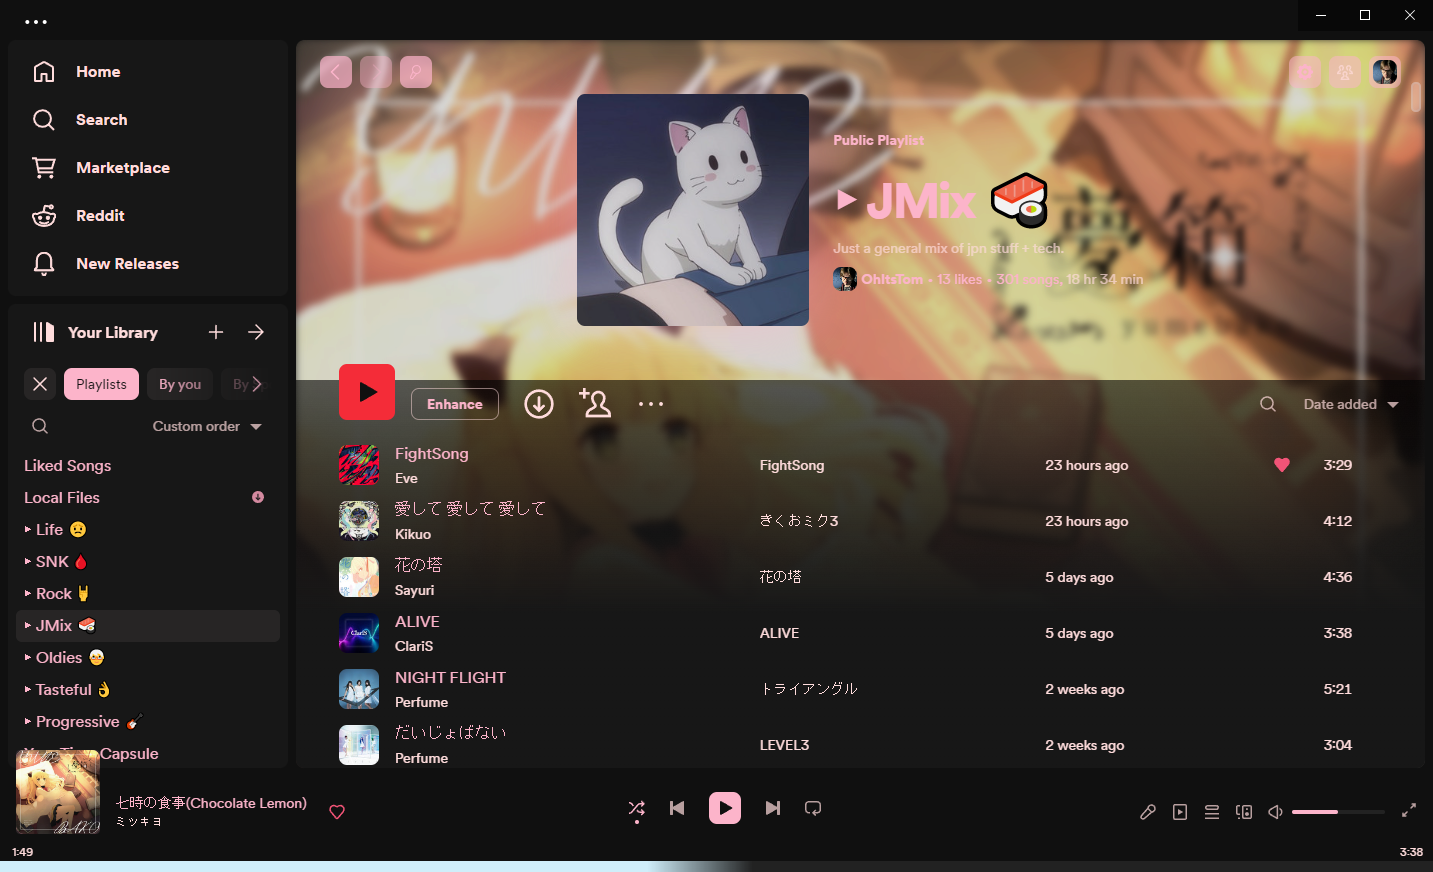 Home
Search
Marketplace
Reddit
New Releases
Your Library
Playlists
By you
By
Custom order
Liked Songs
Local Files
Life
SNK
Rock
JMix
Oldies
Tasteful
Progressive
Capsule
Public Playlist
JMix
Just a general mix of jpn stuff + tech.
OhItsTom • 13 likes • songs, 18 hr 34 min
Enhance
Date added
FightSong
Eve
FightSong
23 hours ago
3:29
愛して 愛して 愛して
Kikuo
きくおミク3
23 hours ago
4:12
花の塔
Sayuri
花の塔
5 days ago
4:36
ALIVE
ClariS
ALIVE
5 days ago
3:38
NIGHT FLIGHT
Perfume
トライアングル
2 weeks ago
5:21
だいじょばない
Perfume
LEVEL3
2 weeks ago
3:04
七時の食事(Chocolate Lemon)
ミツキヨ
1:49
3:38